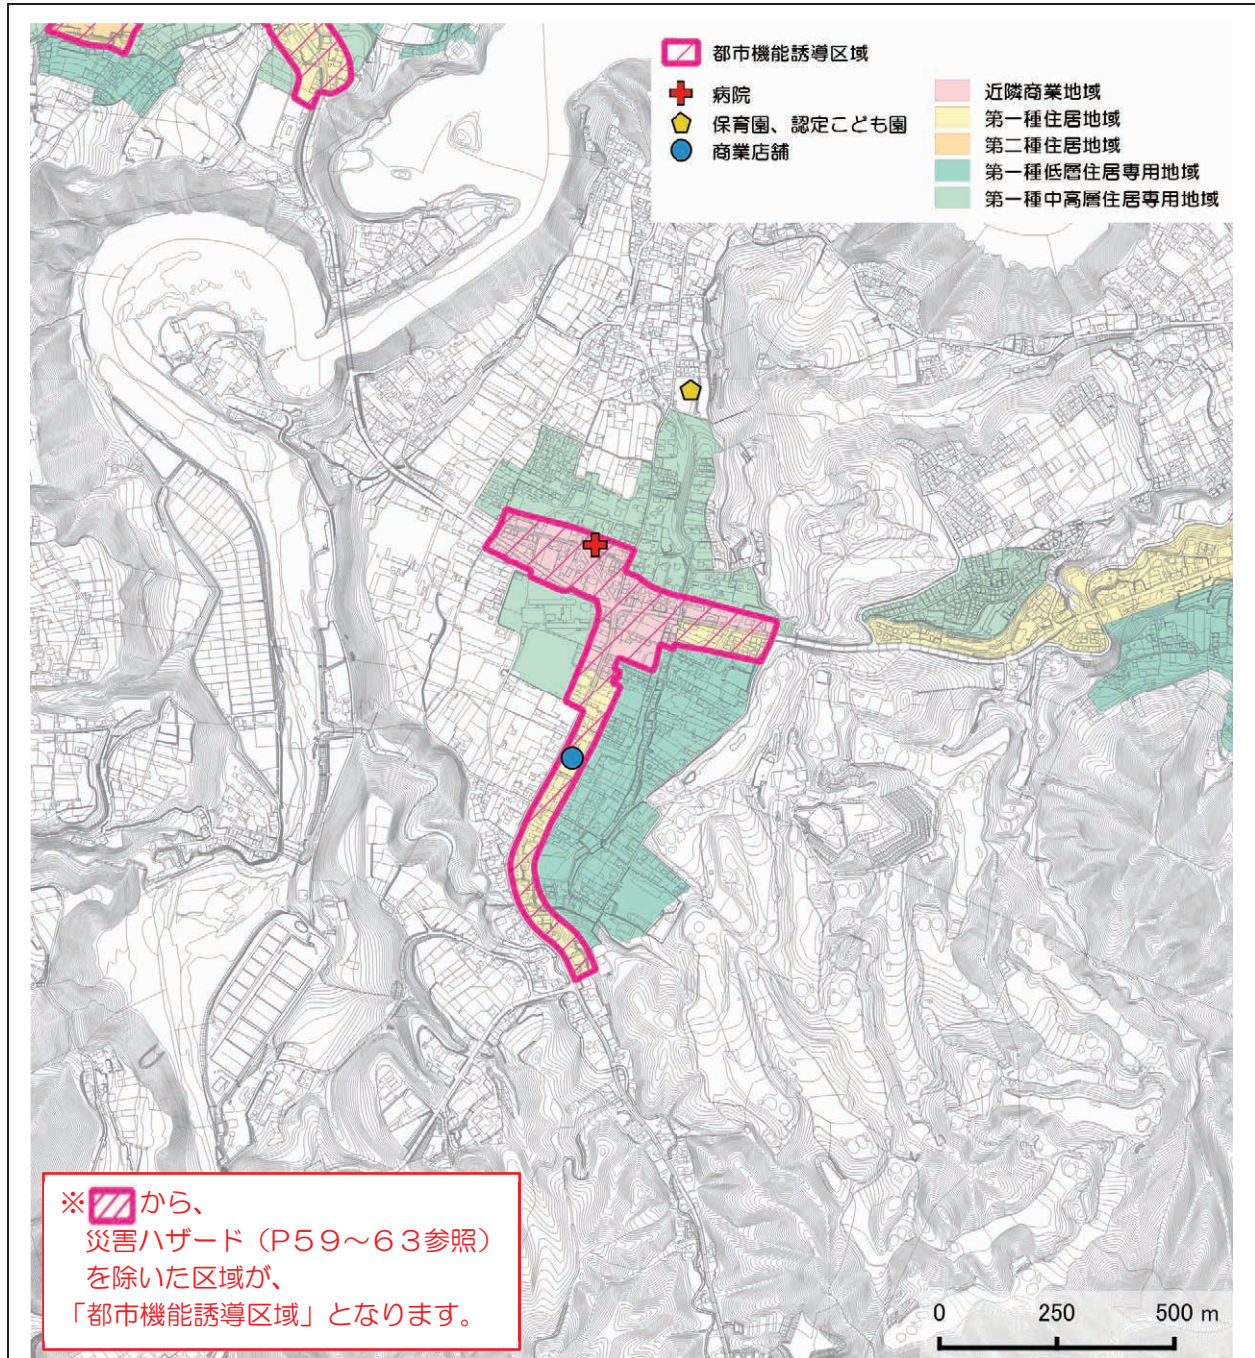 都市機能誘導区域
病院
保育園、認定こども園
商業店舗
近隣商業地域
第一種住居地域
第二種住居地域
第一種低層住居専用地域
第一種中高層住居専用地域
※から、
災害ハザード（P59～63参照）
を除いた区域が、
「都市機能誘導区域」となります。
0 250 500 m